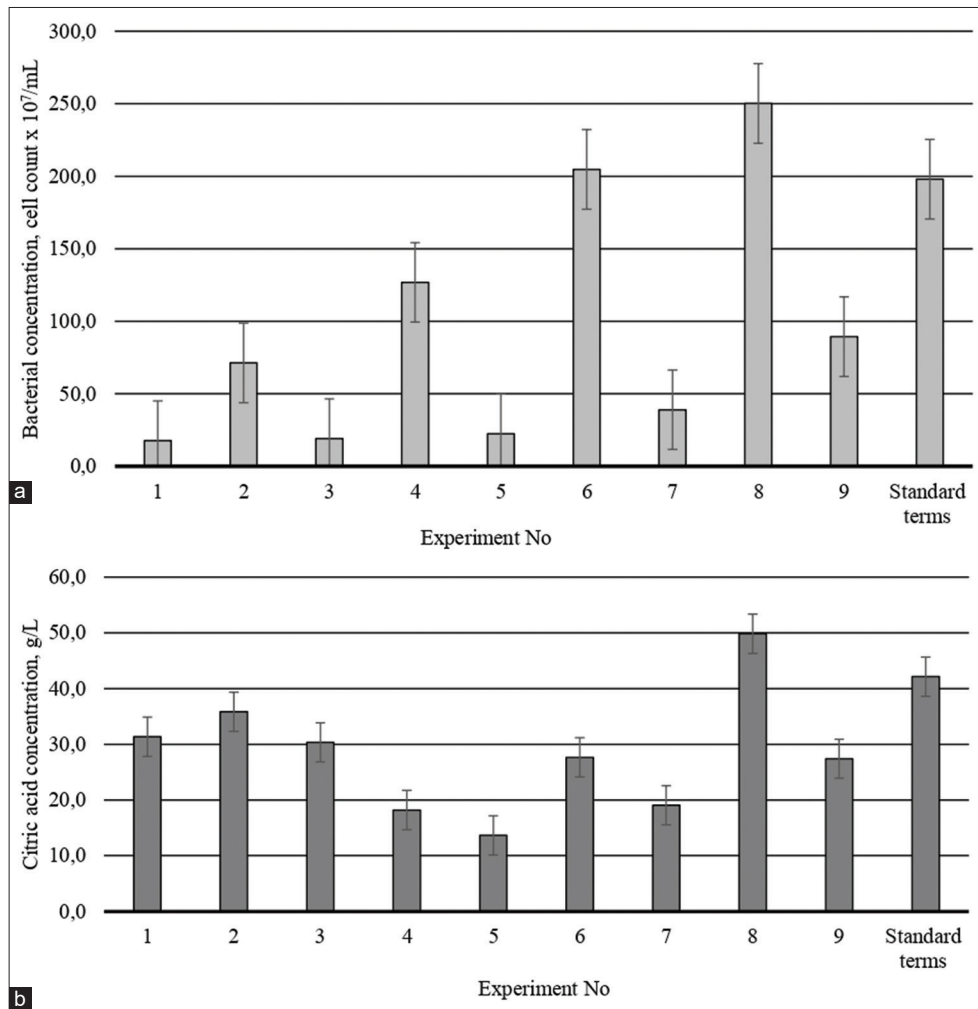 300,0
250,0
200,0
150,0
100,0
50,0
0,0
Bacterial concentration, cell count x 10⁷/mL
1 2 3 4 5 6 7 8 9 Standard
terms
Experiment No
a
60,0
50,0
40,0
30,0
20,0
10,0
0,0
Citric acid concentration, g/L
1 2 3 4 5 6 7 8 9 Standard
terms
Experiment No
b